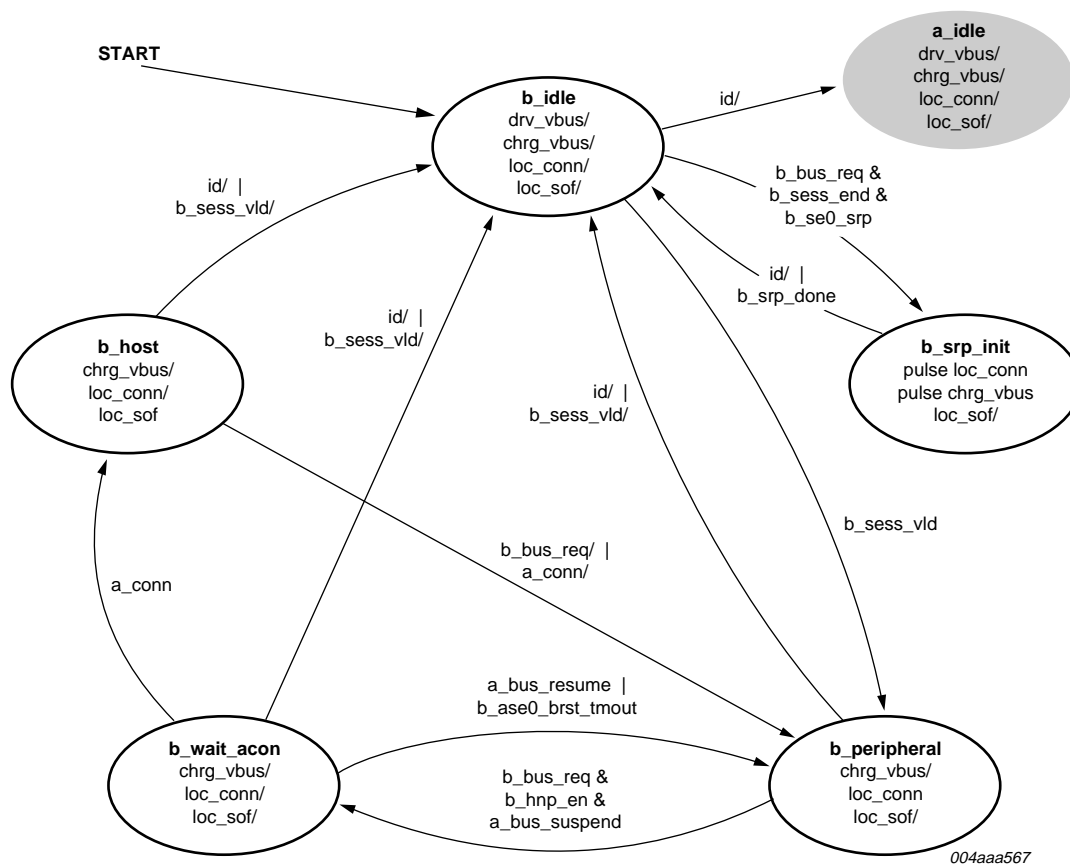 a_idle
drv_vbus/
chrg_vbus/
loc_conn/
loc_sof/
START
b_idle
drv_vbus/
chrg_vbus/
loc_conn/
loc_sof/
id/
b_bus_req &
b_sess_end &
b_se0_srp
id/ |
b_sess_vld/
id/ |
b_srp_done
id/ |
b_sess_vld/
b_host
chrg_vbus/
loc_conn/
loc_sof
b_srp_init
pulse loc_conn
pulse chrg_vbus
loc_sof/
id/ |
b_sess_vld/
b_sess_vld
b_bus_req/ |
a_conn/
a_conn
a_bus_resume |
b_ase0_brst_tmout
b_wait_acon
chrg_vbus/
loc_conn/
loc_sof/
b_peripheral
chrg_vbus/
loc_conn
loc_sof/
b_bus_req &
b_hnp_en &
a_bus_suspend
004aaa567